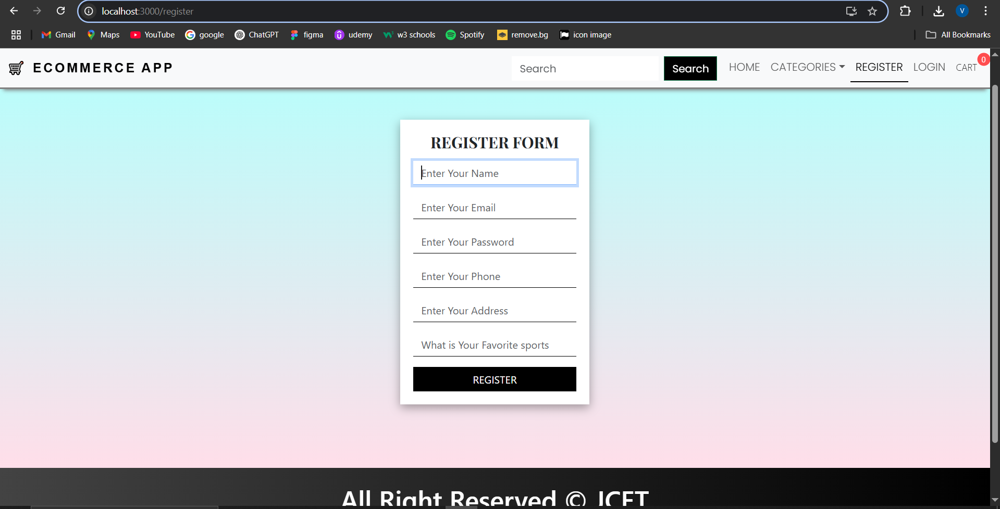 localhost:3000/register
V
Gmail Maps YouTube google ChatGPT figma udemy w3 schools Spotify remove.bg icon image All Bookmarks
ECOMMERCE APP Search Search HOME CATEGORIES REGISTER LOGIN CART 0
REGISTER FORM
Enter Your Name
Enter Your Email
Enter Your Password
Enter Your Phone
Enter Your Address
What is Your Favorite sports
REGISTER
All Right Reserved © JCET